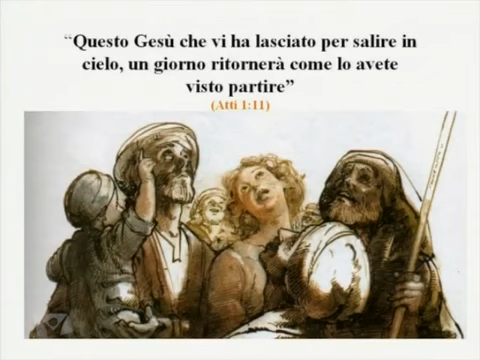 “Questo Gesù che vi ha lasciato per salire in
cielo, un giorno ritornerà come lo avete
visto partire”
(Atti 1:11)